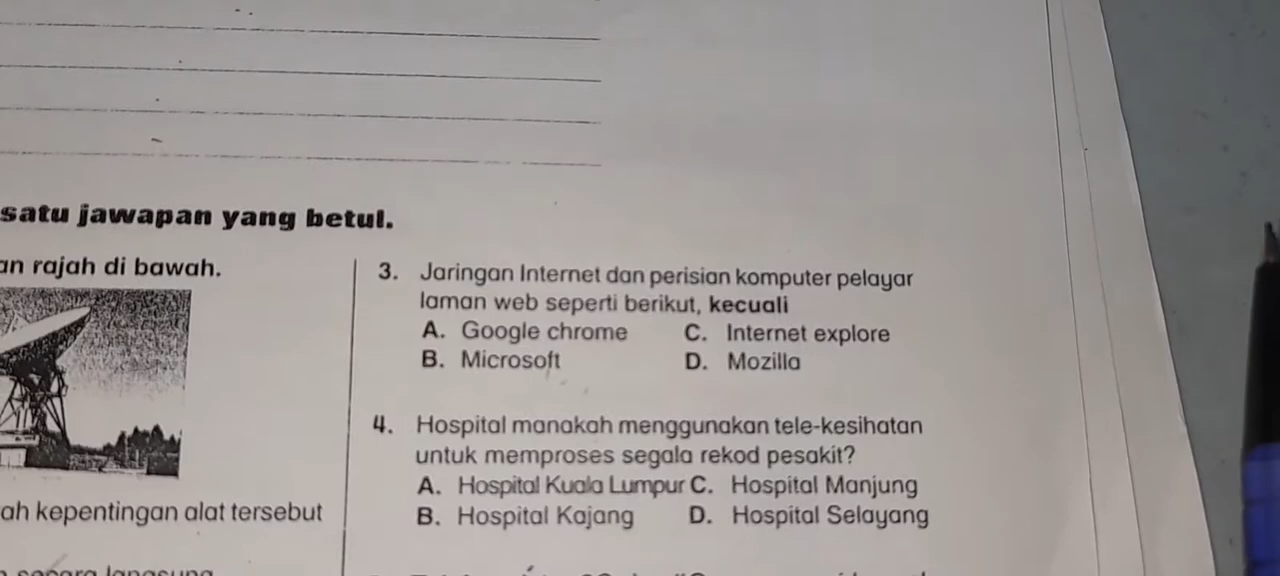 satu jawapan yang betul.
an rajah di bawah.
ah kepentingan alat tersebut
secara langsung
3. Jaringan Internet dan perisian komputer pelayar
laman web seperti berikut, kecuali
A. Google chrome C. Internet explore
B. Microsoft D. Mozilla
4. Hospital manakah menggunakan tele-kesihatan
untuk memproses segala rekod pesakit?
A. Hospital Kuala Lumpur C. Hospital Manjung
B. Hospital Kajang D. Hospital Selayang